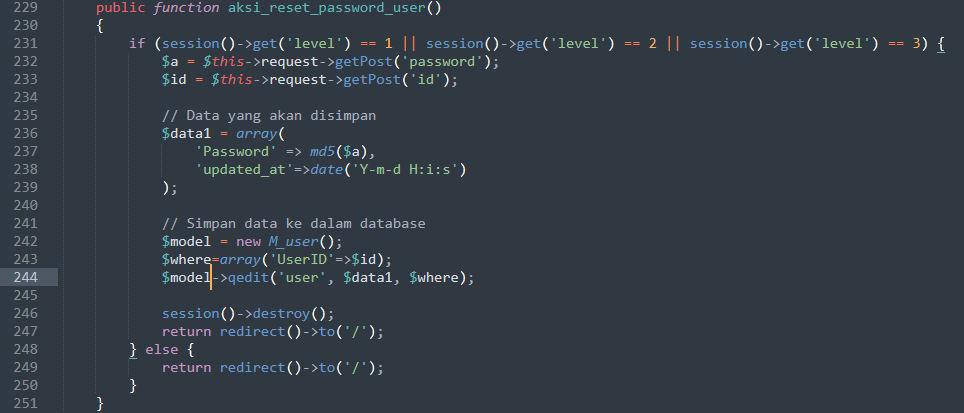 229 public function aksi_reset_password_user()
230 {
231 if (session()->get('level') == 1 || session()->get('level') == 2 || session()->get('level') == 3) {
232 $a = $this->request->getPost('password');
233 $id = $this->request->getPost('id');
234
235 // Data yang akan disimpan
236 $data1 = array(
237 'Password' => md5($a),
238 'updated_at'=>date('Y-m-d H:i:s')
239 );
240
241 // Simpan data ke dalam database
242 $model = new M_user();
243 $where=array('UserID'=>$id);
244 $model->qedit('user', $data1, $where);
245
246 session()->destroy();
247 return redirect()->to('/');
248 } else {
249 return redirect()->to('/');
250 }
251 }